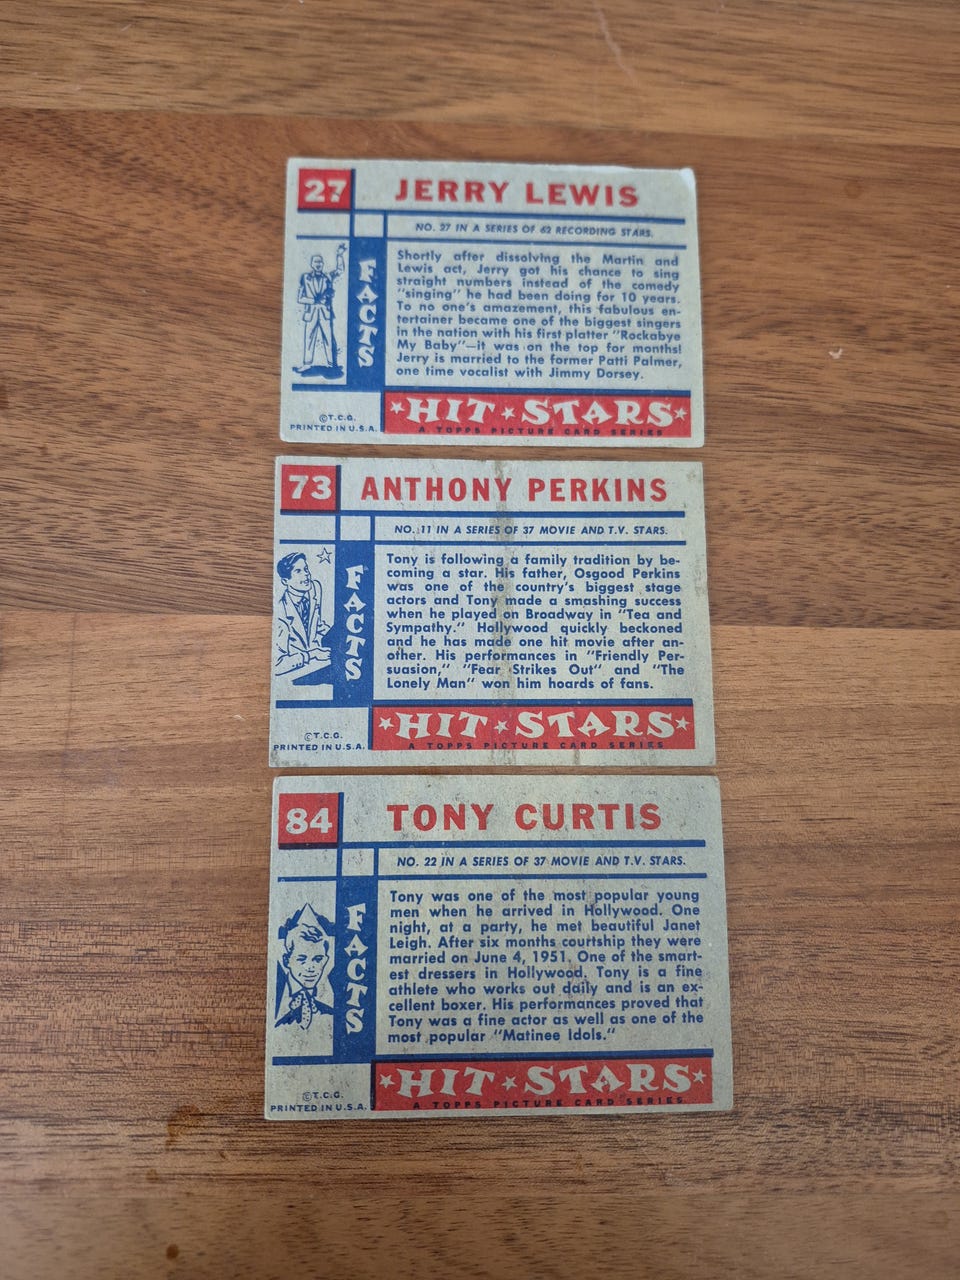 27
JERRY LEWIS
NO. 27 IN A SERIES OF 62 RECORDING STARS.
FACTS
Shortly after dissolving the Martin and
Lewis act, Jerry got his chance to sing
straight numbers instead of the comedy
"singing" he had been doing for 10 years.
To no one's amazement, this fabulous en-
tertainer became one of the biggest singers
in the nation with his first platter "Rockabye
My Baby"—it was on the top for months!
Jerry is married to the former Patti Palmer,
one time vocalist with Jimmy Dorsey.
©T.C.G.
PRINTED IN U.S.A.
HIT STARS
A TOPPS PICTURE CARD SERIES
73
ANTHONY PERKINS
NO. 11 IN A SERIES OF 37 MOVIE AND T.V. STARS.
FACTS
Tony is following a family tradition by be-
coming a star. His father, Osgood Perkins
was one of the country's biggest stage
actors and Tony made a smashing success
when he played on Broadway in "Tea and
Sympathy." Hollywood quickly beckoned
and he has made one hit movie after an-
other. His performances in "Friendly Per-
suasion," "Fear Strikes Out" and "The
Lonely Man" won him hoards of fans.
©T.C.G.
PRINTED IN U.S.A.
HIT STARS
A TOPPS PICTURE CARD SERIES
84
TONY CURTIS
NO. 22 IN A SERIES OF 37 MOVIE AND T.V. STARS.
FACTS
Tony was one of the most popular young
men when he arrived in Hollywood. One
night, at a party, he met beautiful Janet
Leigh. After six months courtship they were
married on June 4, 1951. One of the smart-
est dressers in Hollywood. Tony is a fine
athlete who works out daily and is an ex-
cellent boxer. His performances proved that
Tony was a fine actor as well as one of the
most popular "Matinee Idols."
©T.C.G.
PRINTED IN U.S.A.
HIT STARS
A TOPPS PICTURE CARD SERIES